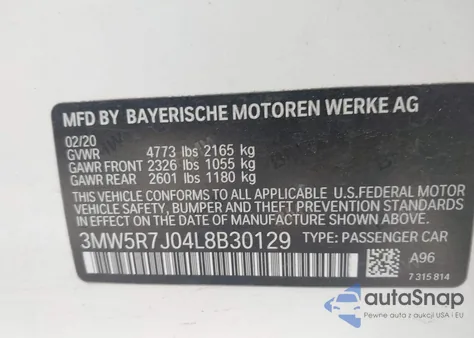 MFD BY BAYERISCHE MOTOREN WERKE AG
02/20
GVWR 4773 lbs 2165 kg
GAWR FRONT 2326 lbs 1055 kg
GAWR REAR 2601 lbs 1180 kg
THIS VEHICLE CONFORMS TO ALL APPLICABLE U.S.FEDERAL MOTOR
VEHICLE SAFETY, BUMPER, AND THEFT PREVENTION STANDARDS
IN EFFECT ON THE DATE OF MANUFACTURE SHOWN ABOVE.
3MW5R7J04L8B30129 TYPE: PASSENGER CAR
A96
7 315 814
autoSnap
Pewne auta z aukcji USA i EU